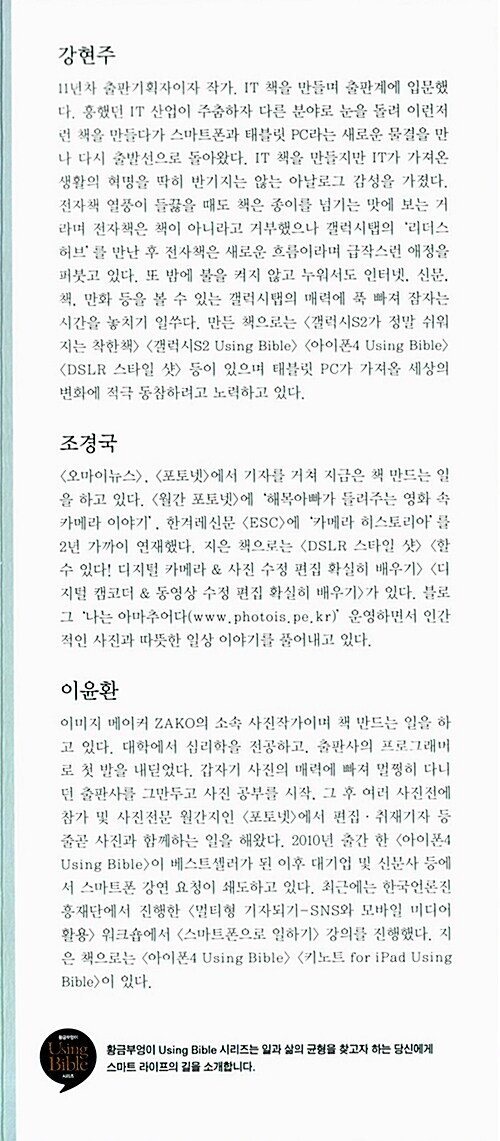 강현주
11년차 출판기획자이자 작가. IT 책을 만들며 출판계에 입문했
다. 흥했던 IT 산업이 주춤하자 다른 분야로 눈을 돌려 이런저
런 책을 만들다가 스마트폰과 태블릿 PC라는 새로운 물결을 만
나 다시 출발선으로 돌아왔다. IT 책을 만들지만 IT가 가져온
생활의 혁명을 딱히 반기지는 않는 아날로그 감성을 가졌다.
전자책 열풍이 들끓을 때도 책은 종이를 넘기는 맛에 보는 거
라며 전자책은 책이 아니라고 거부했으나 갤럭시탭의 ‘리더스
허브’를 만난 후 전자책은 새로운 흐름이라며 급작스런 애정을
퍼붓고 있다. 또 밤에 불을 켜지 않고 누워서도 인터넷, 신문,
책, 만화 등을 볼 수 있는 갤럭시탭의 매력에 푹 빠져 잠자는
시간을 놓치기 일쑤다. 만든 책으로는 〈갤럭시S2가 정말 쉬워
지는 착한책〉 〈갤럭시S2 Using Bible〉 〈아이폰4 Using Bible〉
〈DSLR 스타일 샷〉 등이 있으며 태블릿 PC가 가져올 세상의
변화에 적극 동참하려고 노력하고 있다.
조경국
〈오마이뉴스〉, 〈포토넷〉에서 기자를 거쳐 지금은 책 만드는 일
을 하고 있다. 〈월간 포토넷〉에 ‘해목아빠가 들려주는 영화 속
카메라 이야기’, 한겨레신문 〈ESC〉에 ‘카메라 히스토리아’를
2년 가까이 연재했다. 지은 책으로는 〈DSLR 스타일 샷〉 〈할
수 있다! 디지털 카메라 & 사진 수정 편집 확실히 배우기〉 〈디
지털 캠코더 & 동영상 수정 편집 확실히 배우기〉가 있다. 블로
그 ‘나는 아마추어다(www.photois.pe.kr)’ 운영하면서 인간
적인 사진과 따뜻한 일상 이야기를 풀어내고 있다.
이윤환
이미지 메이커 ZAKO의 소속 사진작가이며 책 만드는 일을 하
고 있다. 대학에서 심리학을 전공하고, 출판사의 프로그래머
로 첫 발을 내딛었다. 갑자기 사진의 매력에 빠져 멀쩡히 다니
던 출판사를 그만두고 사진 공부를 시작, 그 후 여러 사진전에
참가 및 사진전문 월간지인 〈포토넷〉에서 편집 · 취재기자 등
줄곧 사진과 함께하는 일을 해왔다. 2010년 출간 한 〈아이폰4
Using Bible〉이 베스트셀러가 된 이후 대기업 및 신문사 등에
서 스마트폰 강연 요청이 쇄도하고 있다. 최근에는 한국언론진
흥재단에서 진행한 〈멀티형 기자되기-SNS와 모바일 미디어
활용〉 워크숍에서 〈스마트폰으로 일하기〉 강의를 진행했다. 지
은 책으로는 〈아이폰4 Using Bible〉 〈키노트 for iPad Using
Bible〉이 있다.
황금부엉이
Using
Bible
시리즈
황금부엉이 Using Bible 시리즈는 일과 삶의 균형을 찾고자 하는 당신에게
스마트 라이프의 길을 소개합니다.